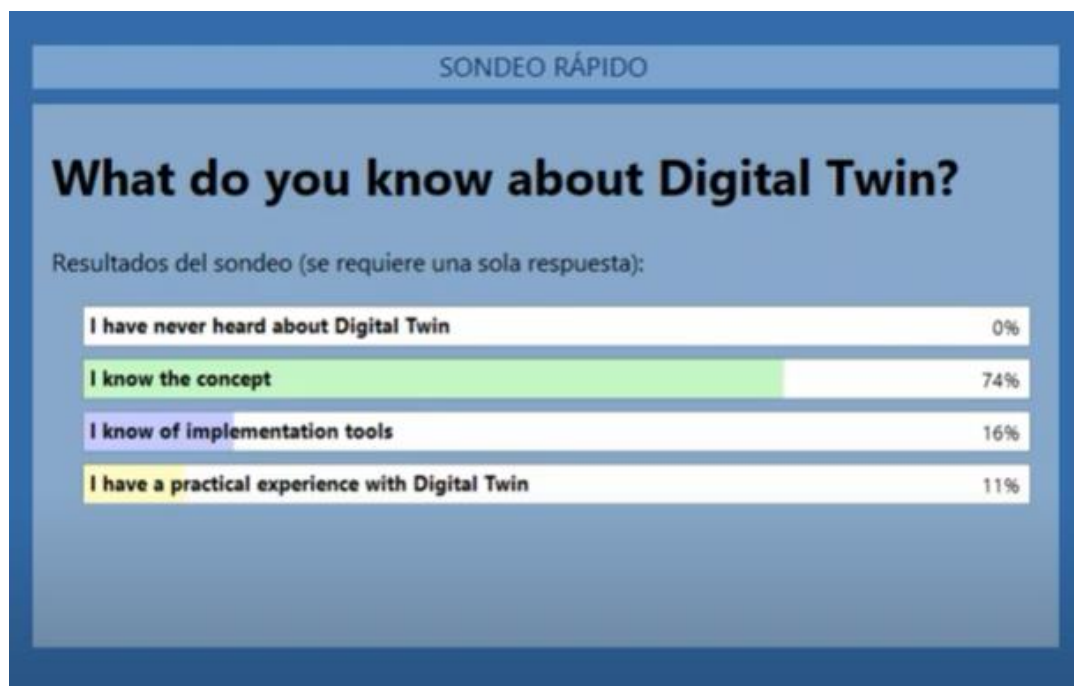 SONDEO RÁPIDO
What do you know about Digital Twin?
Resultados del sondeo (se requiere una sola respuesta):
I have never heard about Digital Twin 0%
I know the concept 74%
I know of implementation tools 16%
I have a practical experience with Digital Twin 11%